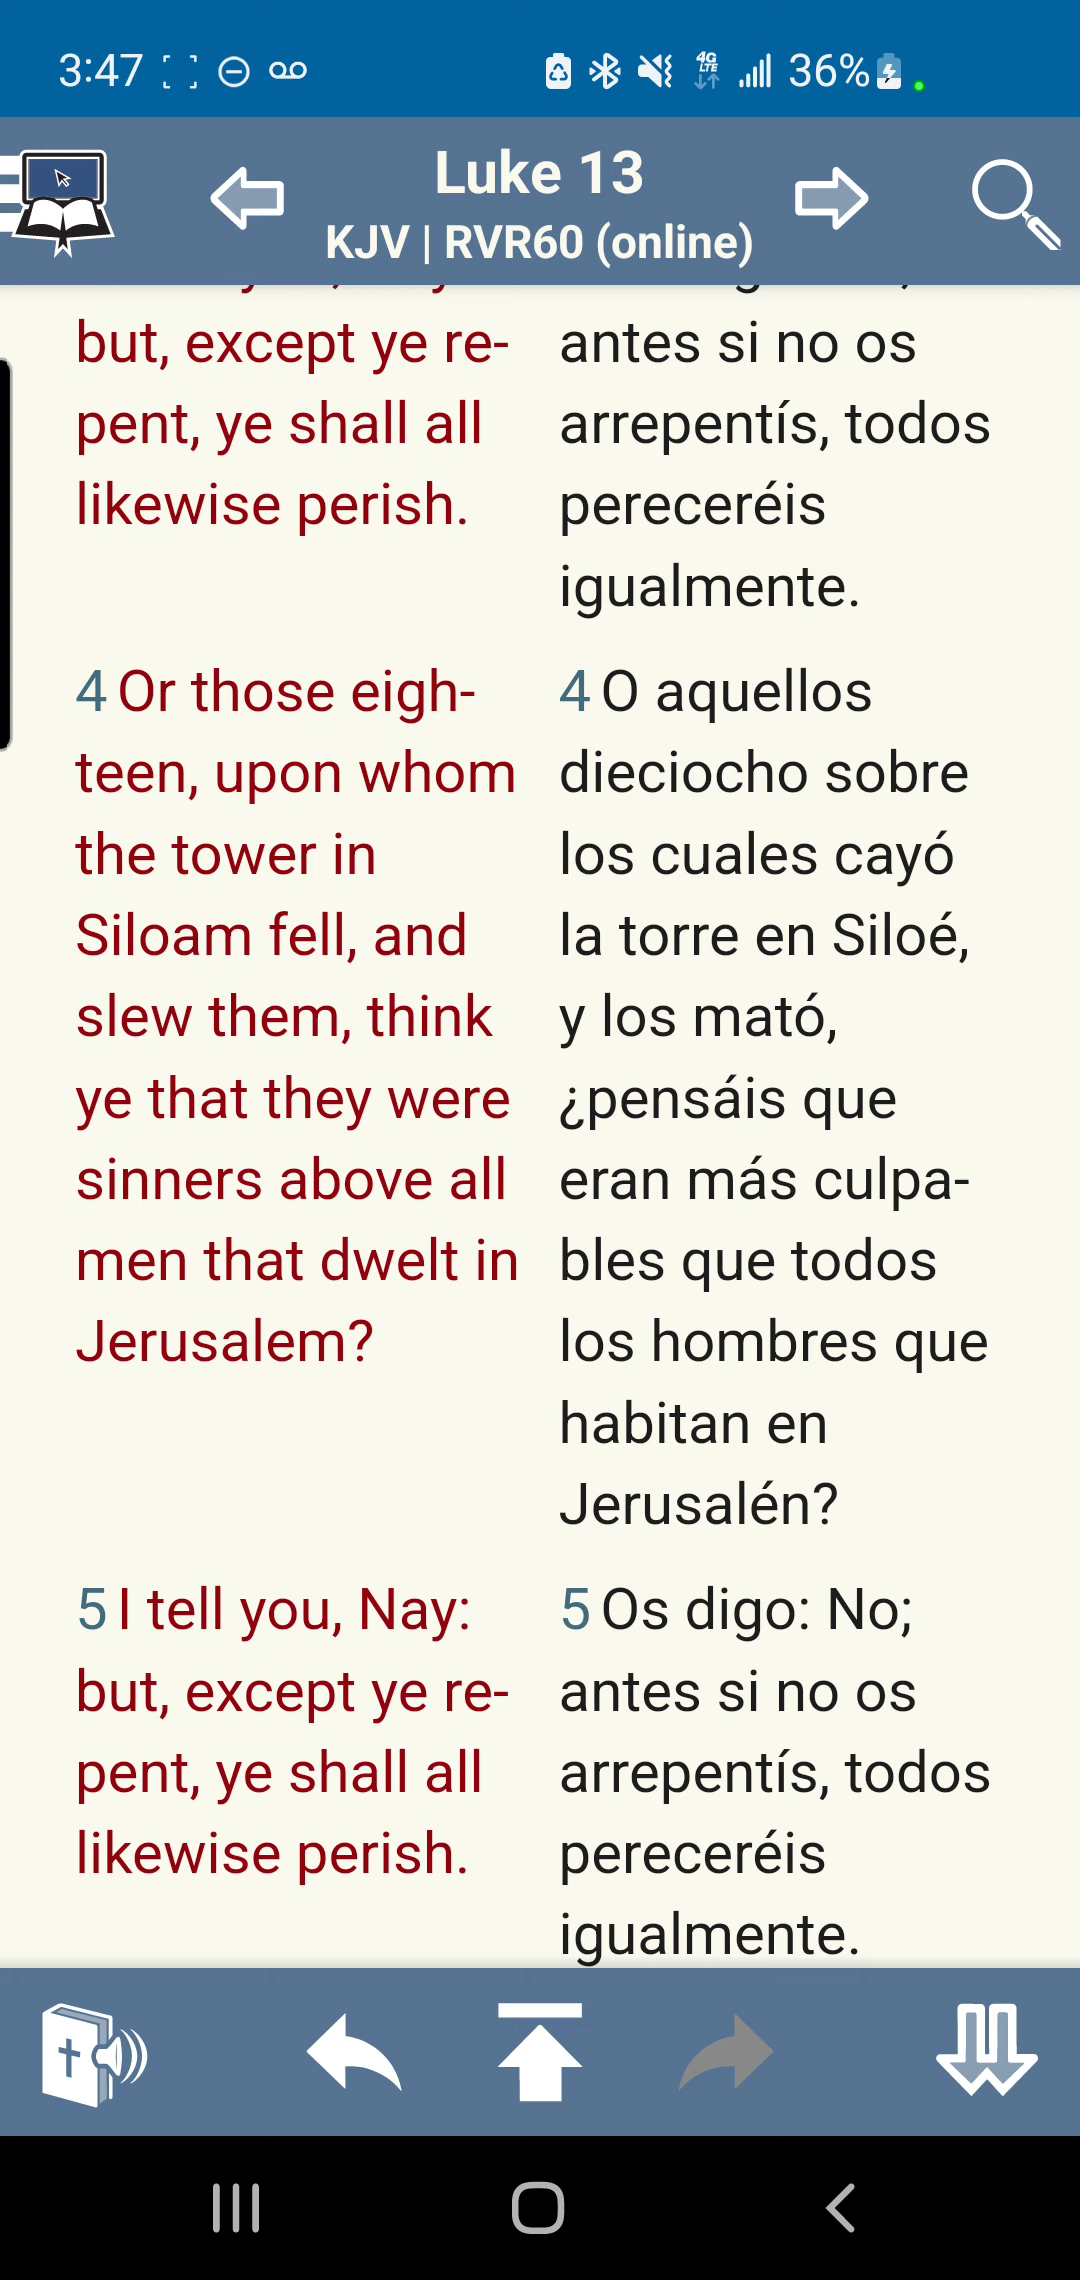 3:47
4G
LTE
36%
Luke 13
KJV | RVR60 (online)
but, except ye re-
pent, ye shall all
likewise perish.
antes si no os
arrepentís, todos
pereceréis
igualmente.
4 Or those eigh-
teen, upon whom
the tower in
Siloam fell, and
slew them, think
ye that they were
sinners above all
men that dwelt in
Jerusalem?
4 O aquellos
dieciocho sobre
los cuales cayó
la torre en Siloé,
y los mató,
¿pensáis que
eran más culpa-
bles que todos
los hombres que
habitan en
Jerusalén?
5 I tell you, Nay:
but, except ye re-
pent, ye shall all
likewise perish.
5 Os digo: No;
antes si no os
arrepentís, todos
pereceréis
igualmente.